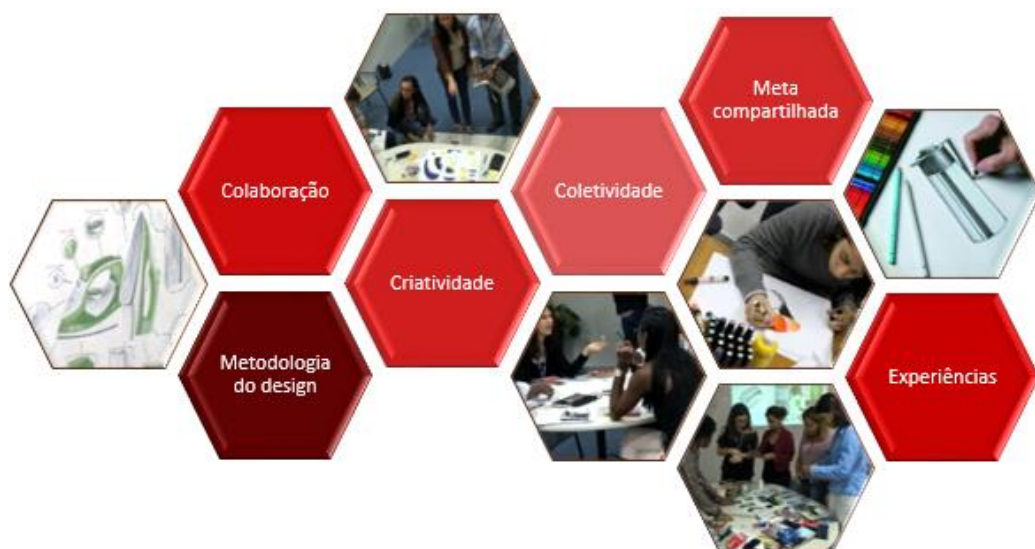 Meta
compartilhada
Colaboração
Coletividade
Criatividade
Metodologia
do design
Experiências